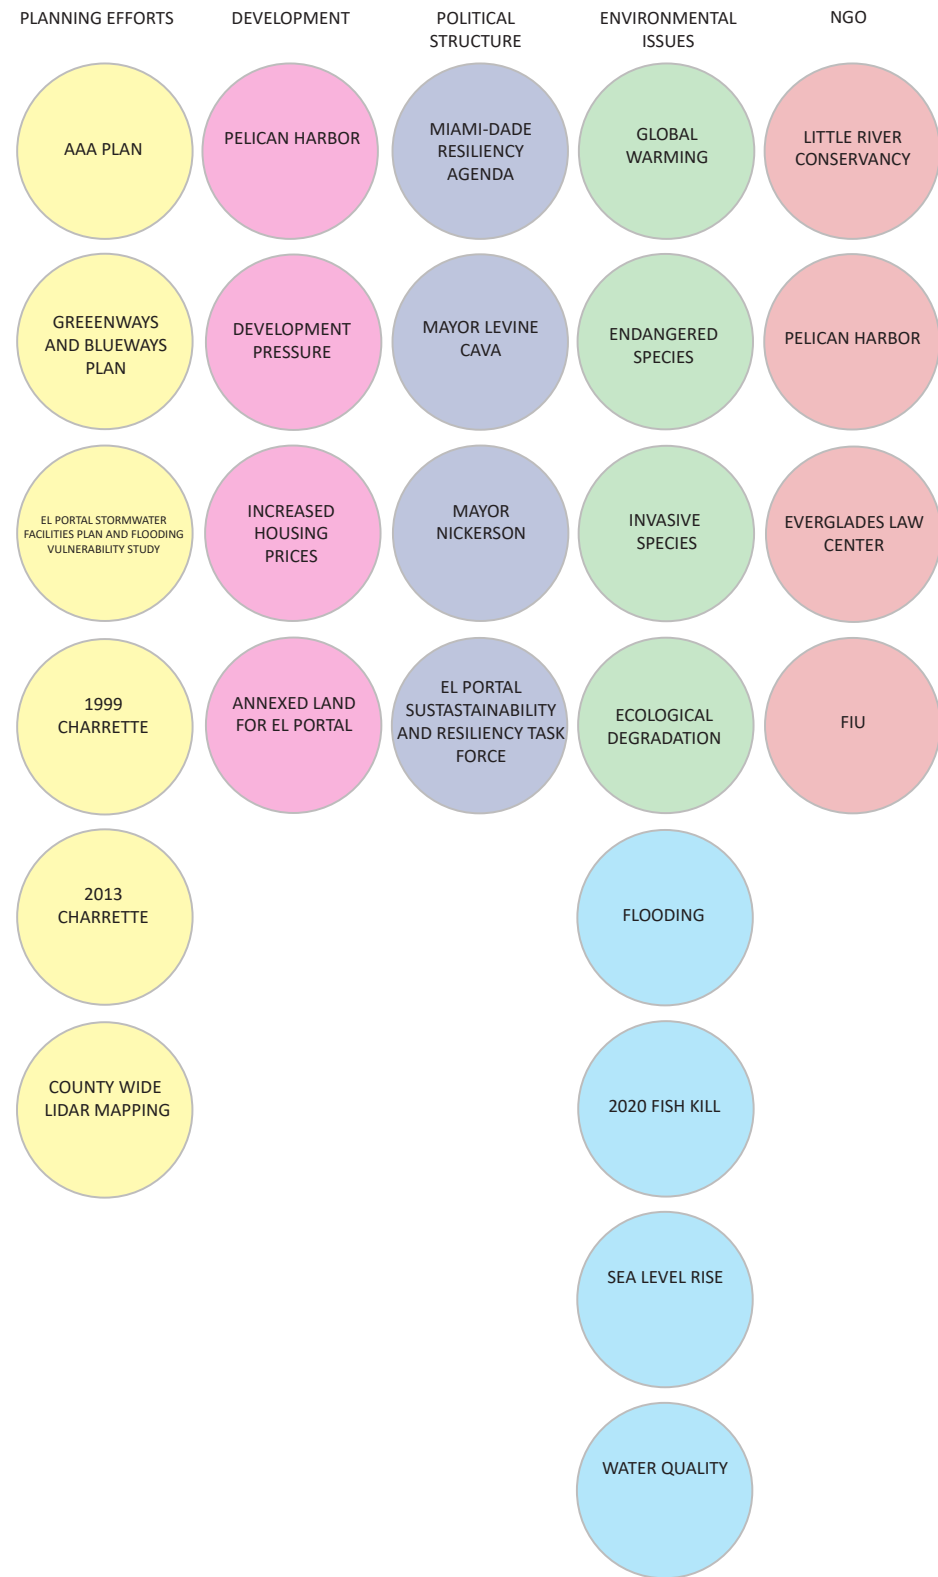 PLANNING EFFORTS
DEVELOPMENT
POLITICAL
STRUCTURE
ENVIRONMENTAL
ISSUES
NGO
AAA PLAN
PELICAN HARBOR
MIAMI-DADE
RESILIENCY
AGENDA
GLOBAL
WARMING
LITTLE RIVER
CONSERVANCY
GREEENWAYS
AND BLUEWAYS
PLAN
DEVELOPMENT
PRESSURE
MAYOR LEVINE
CAVA
ENDANGERED
SPECIES
PELICAN HARBOR
EL PORTAL STORMWATER
FACILITIES PLAN AND FLOODING
VULNERABILITY STUDY
INCREASED
HOUSING
PRICES
MAYOR
NICKERSON
INVASIVE
SPECIES
EVERGLADES LAW
CENTER
1999
CHARRETTE
ANNEXED LAND
FOR EL PORTAL
EL PORTAL
SUSTASTAINABILITY
AND RESILIENCY TASK
FORCE
ECOLOGICAL
DEGRADATION
FIU
2013
CHARRETTE
FLOODING
COUNTY WIDE
LIDAR MAPPING
2020 FISH KILL
SEA LEVEL RISE
WATER QUALITY